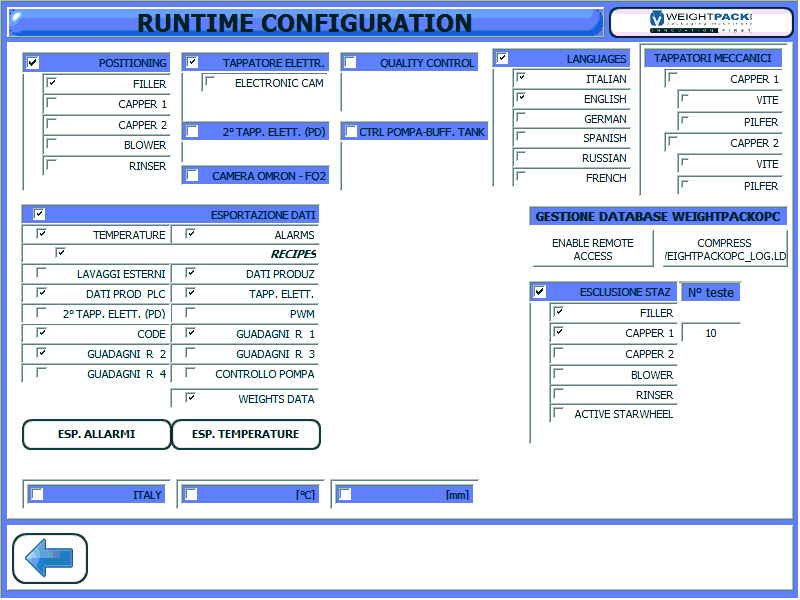 RUNTIME CONFIGURATION
WEIGHTPACK
packaging machinery
INNOVATION FIRST
POSITIONING
FILLER
CAPPER 1
CAPPER 2
BLOWER
RINSER
TAPPATORE ELETTR.
ELECTRONIC CAM
2° TAPP. ELETT. (PD)
CAMERA OMRON - FQ2
QUALITY CONTROL
CTRL POMPA-BUFF. TANK
LANGUAGES
ITALIAN
ENGLISH
GERMAN
SPANISH
RUSSIAN
FRENCH
TAPPATORI MECCANICI
CAPPER 1
VITE
PILFER
CAPPER 2
VITE
PILFER
ESPORTAZIONE DATI
TEMPERATURE ALARMS
RECIPES
LAVAGGI ESTERNI DATI PRODUZ
DATI PROD PLC TAPP. ELETT.
2° TAPP. ELETT. (PD) PWM
CODE GUADAGNI R 1
GUADAGNI R 2 GUADAGNI R 3
GUADAGNI R 4 CONTROLLO POMPA
WEIGHTS DATA
ESP. ALLARMI ESP. TEMPERATURE
GESTIONE DATABASE WEIGHTPACKOPC
ENABLE REMOTE
ACCESS
COMPRESS
/EIGHTPACKOPC_LOG.LD
ESCLUSIONE STAZ N° teste
FILLER
CAPPER 1 10
CAPPER 2
BLOWER
RINSER
ACTIVE STARWHEEL
ITALY [°C] [mm]